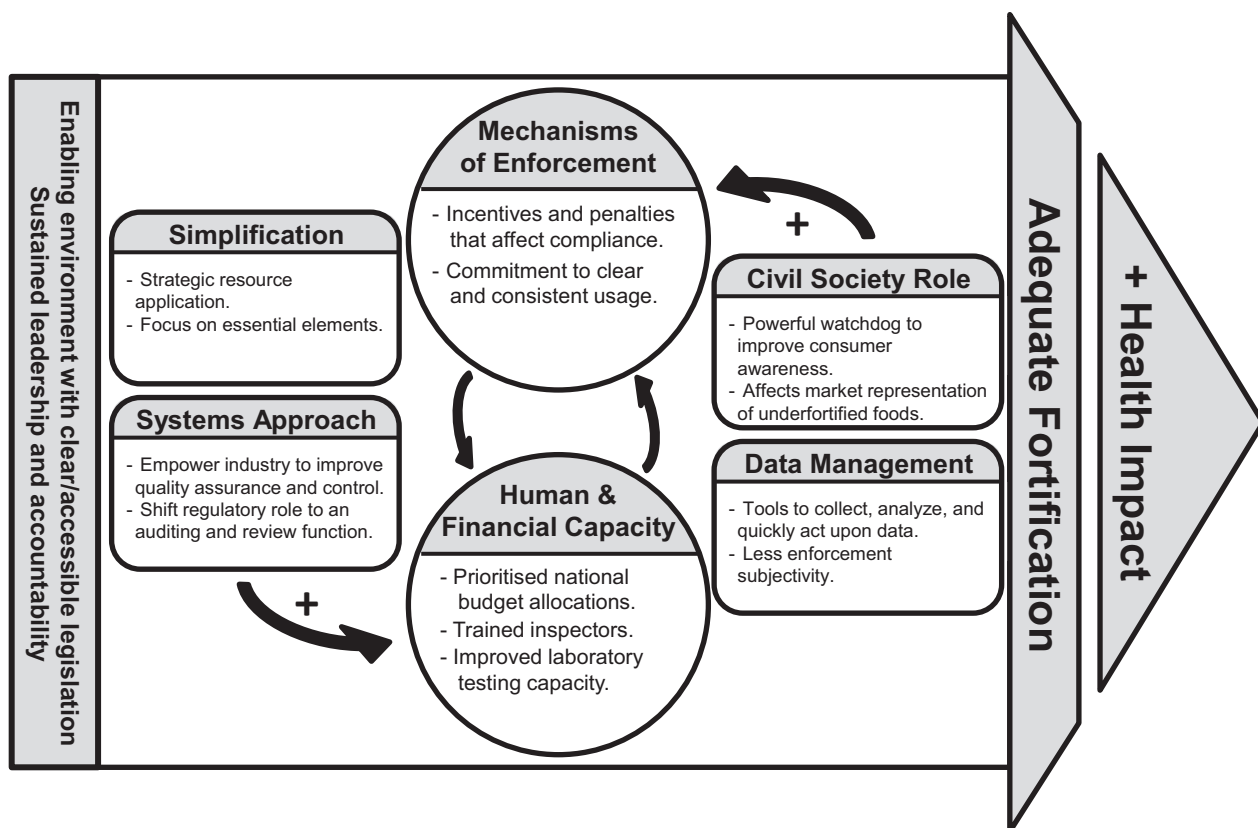 Enabling environment with clear/accessible legislation
Sustained leadership and accountability
Simplification
- Strategic resource
application.
- Focus on essential elements.
Systems Approach
- Empower industry to improve
quality assurance and control.
- Shift regulatory role to an
auditing and review function.
+
Mechanisms
of Enforcement
- Incentives and penalties
that affect compliance.
- Commitment to clear
and consistent usage.
Human &
Financial Capacity
- Prioritised national
budget allocations.
- Trained inspectors.
- Improved laboratory
testing capacity.
+
Civil Society Role
- Powerful watchdog to
improve consumer
awareness.
- Affects market representation
of underfortified foods.
Data Management
- Tools to collect, analyze, and
quickly act upon data.
- Less enforcement
subjectivity.
Adequate Fortification
+ Health Impact